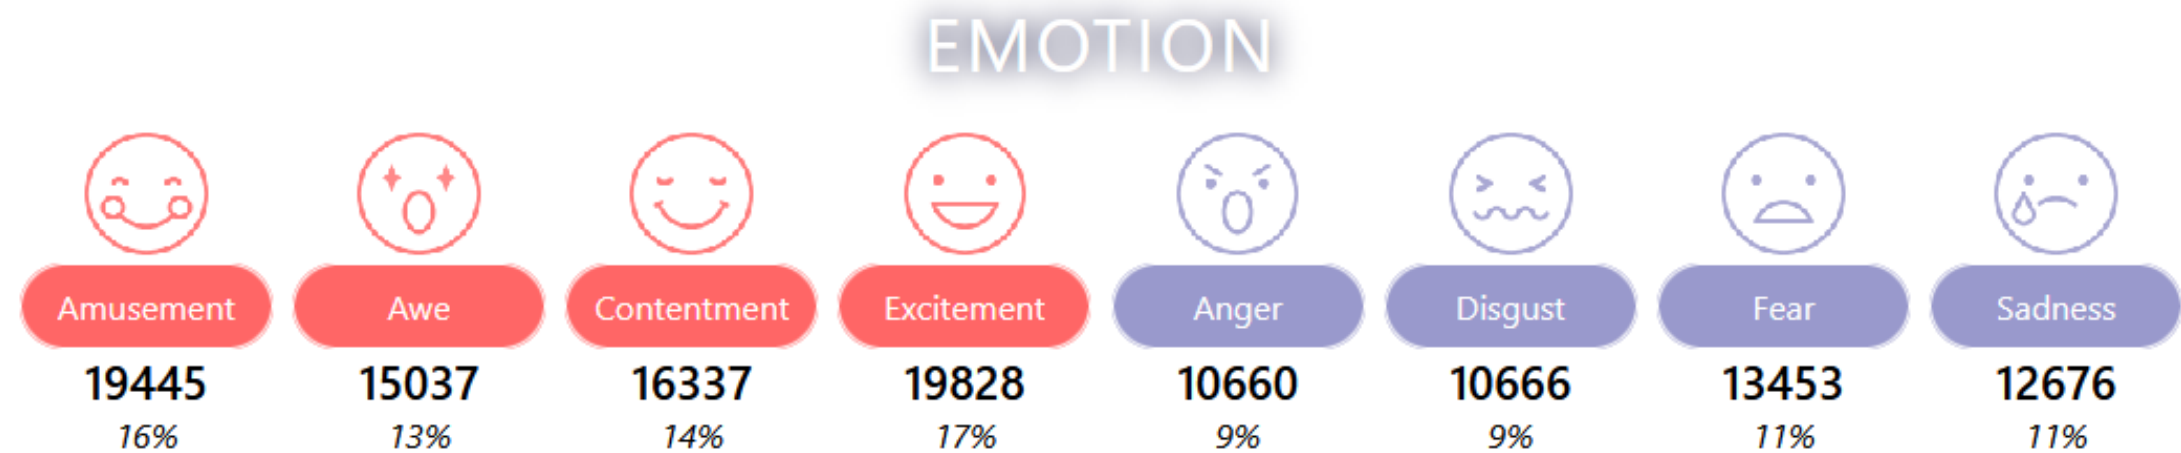 EMOTION
Amusement Awe Contentment Excitement Anger Disgust Fear Sadness
19445 15037 16337 19828 10660 10666 13453 12676
16% 13% 14% 17% 9% 9% 11% 11%